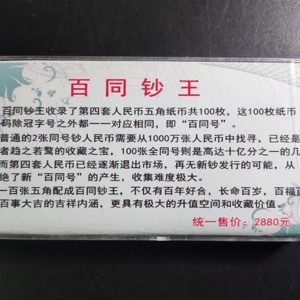 百同钞王
百同钞王收录了第四套人民币五角纸币共100枚，这100枚纸币
码除冠字号之外都一一对应相同，即“百同号”。
普通的2张同号钞人民币需要从1000万张人民币中找寻，已经是
者趋之若鹜的收藏之宝，100张全同号则是高达十亿分之一的几
而第四套人民币已经逐渐退出市场，再无新钞发行的可能，从
绝了新“百同号”的产生，收集难度极大。
一百张五角配成百同钞王，不仅有百年好合，长命百岁，百福
百事大吉的吉祥内涵，更具有极大的升值空间和收藏价值。
统一售价：2880元